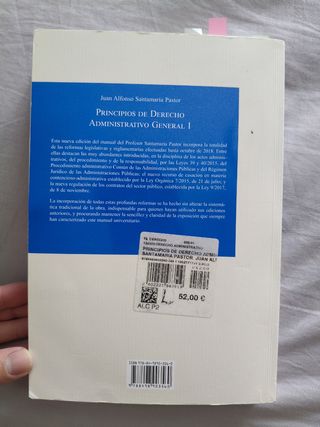 Juan Alfonso Santamaría Pastor
PRINCIPIOS DE DERECHO
ADMINISTRATIVO GENERAL I
Esta nueva edición del manual del Profesor Santamaría Pastor incorpora la totalidad
de las reformas legislativas y reglamentarias efectuadas hasta octubre de 2018. Entre
ellas destacan las muy abundantes introducidas, en la disciplina de los actos adminis-
trativos, del procedimiento y de la responsabilidad, por las Leyes 39 y 40/2015, del
Procedimiento administrativo Común de las Administraciones Públicas y del Régimen
Jurídico de las Administraciones Públicas; el nuevo recurso de casación en materia
contencioso-administrativa establecido por la Ley Orgánica 7/2015, de 21 de julio, y
la nueva regulación de los contratos del sector público, establecida por la Ley 9/2017,
de 8 de noviembre.
La incorporación de todas estas profundas reformas se ha hecho sin alterar la sistemá-
tica tradicional de la obra, indispensable para quienes hayan utilizado sus ediciones
anteriores, y procurando mantener la sencillez y claridad de la exposición que siempre
han caracterizado este manual universitario.
DERECHO
DERECHO ADMINISTRATIVO
PRINCIPIOS DE DERECHO ADMI
SANTAMARIA PASTOR, JUAN AL
52,00 €
ALC P2
ISBN